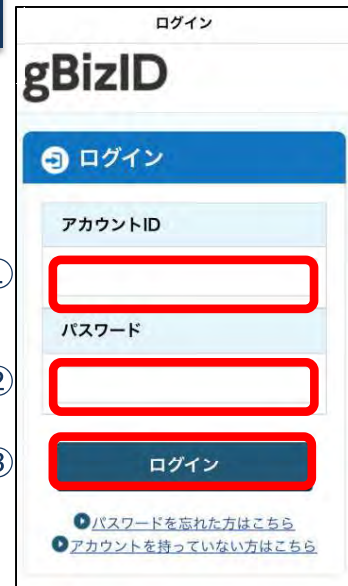 ログイン
gBizID
ログイン
アカウントID
①
パスワード
②
③
ログイン
パスワードを忘れた方はこちら
アカウントを持っていない方はこちら